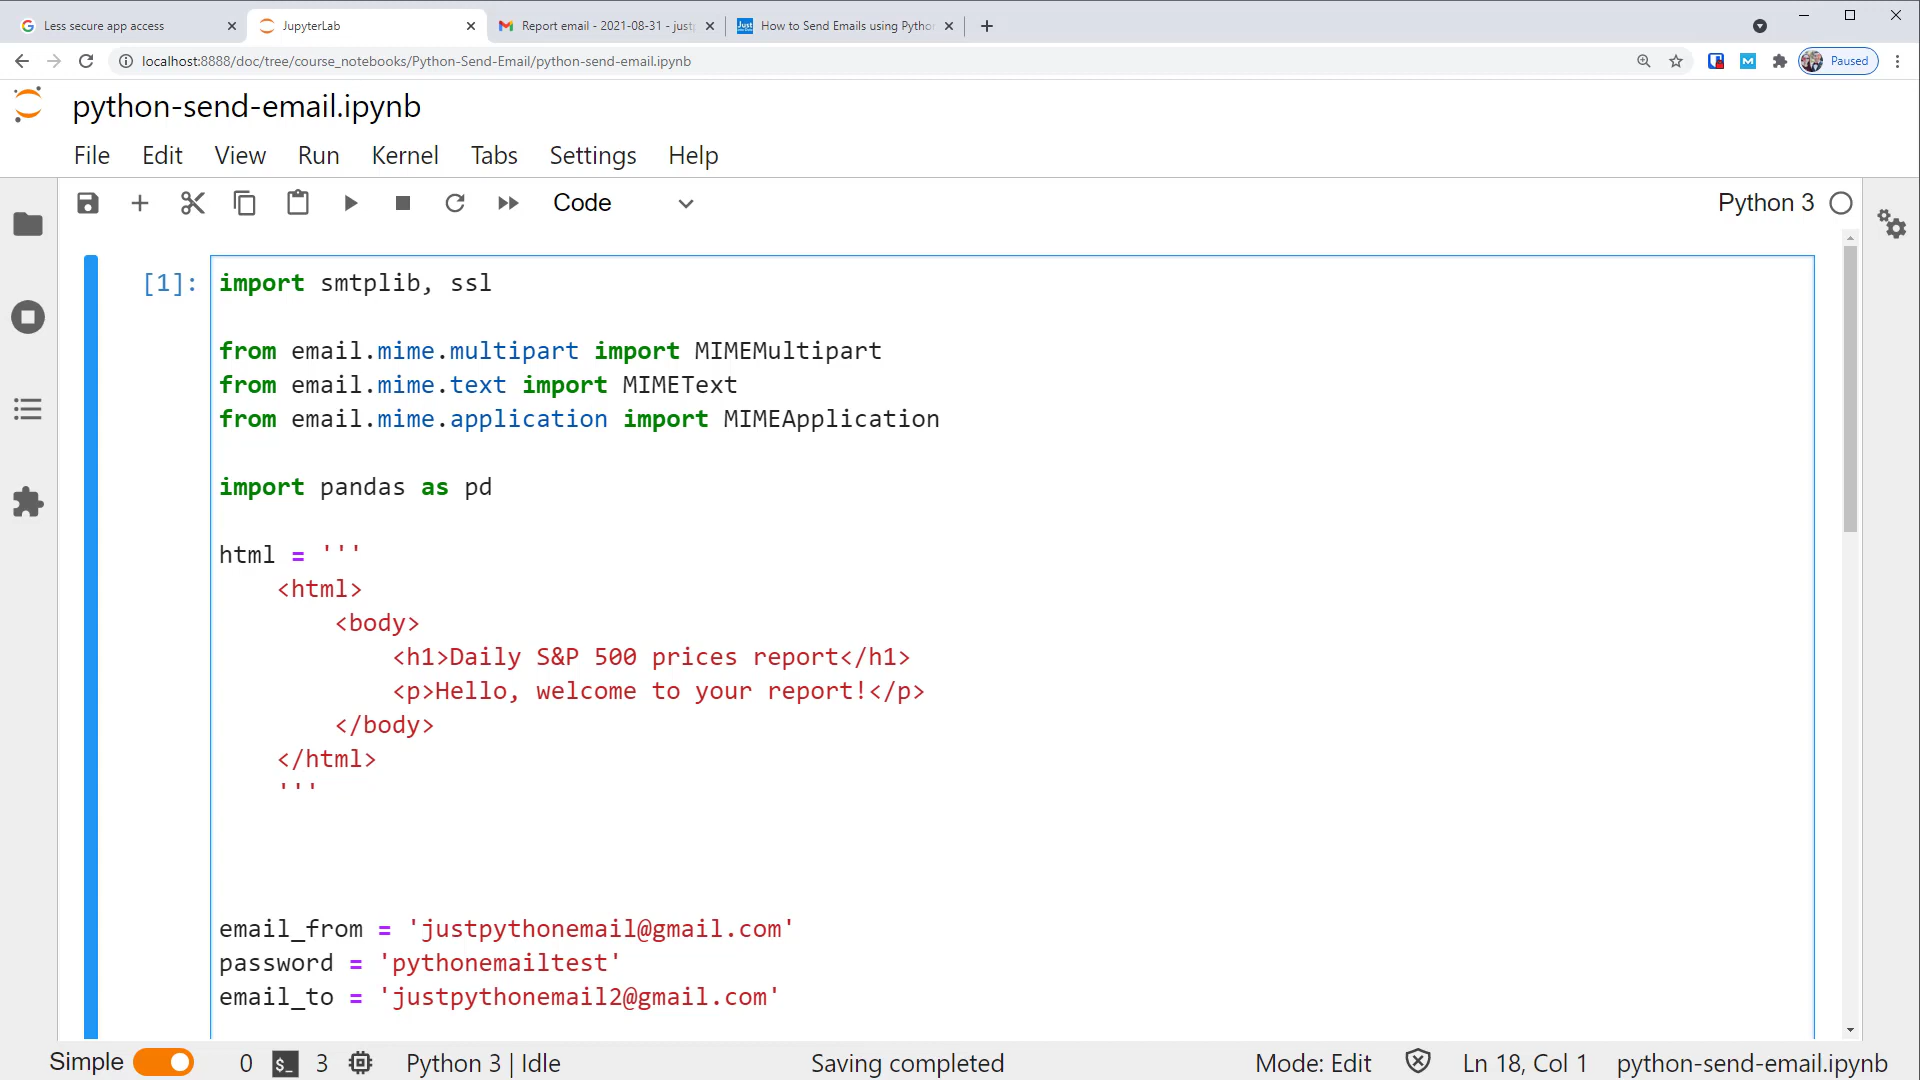 Less secure app access
JupyterLab
Report email - 2021-08-31 - just
How to Send Emails using Python
localhost:8888/doc/tree/course_notebooks/Python-Send-Email/python-send-email.ipynb
Paused
python-send-email.ipynb
File Edit View Run Kernel Tabs Settings Help
Code
Python 3
[1]: import smtplib, ssl
from email.mime.multipart import MIMEMultipart
from email.mime.text import MIMEText
from email.mime.application import MIMEApplication
import pandas as pd
html = '''
<html>
<body>
<h1>Daily S&P 500 prices report</h1>
<p>Hello, welcome to your report!</p>
</body>
</html>
'''
email_from = 'justpythonemail@gmail.com'
password = 'pythonemailtest'
email_to = 'justpythonemail2@gmail.com'
Simple 0 $_ 3 Python 3 | Idle Saving completed Mode: Edit Ln 18, Col 1 python-send-email.ipynb